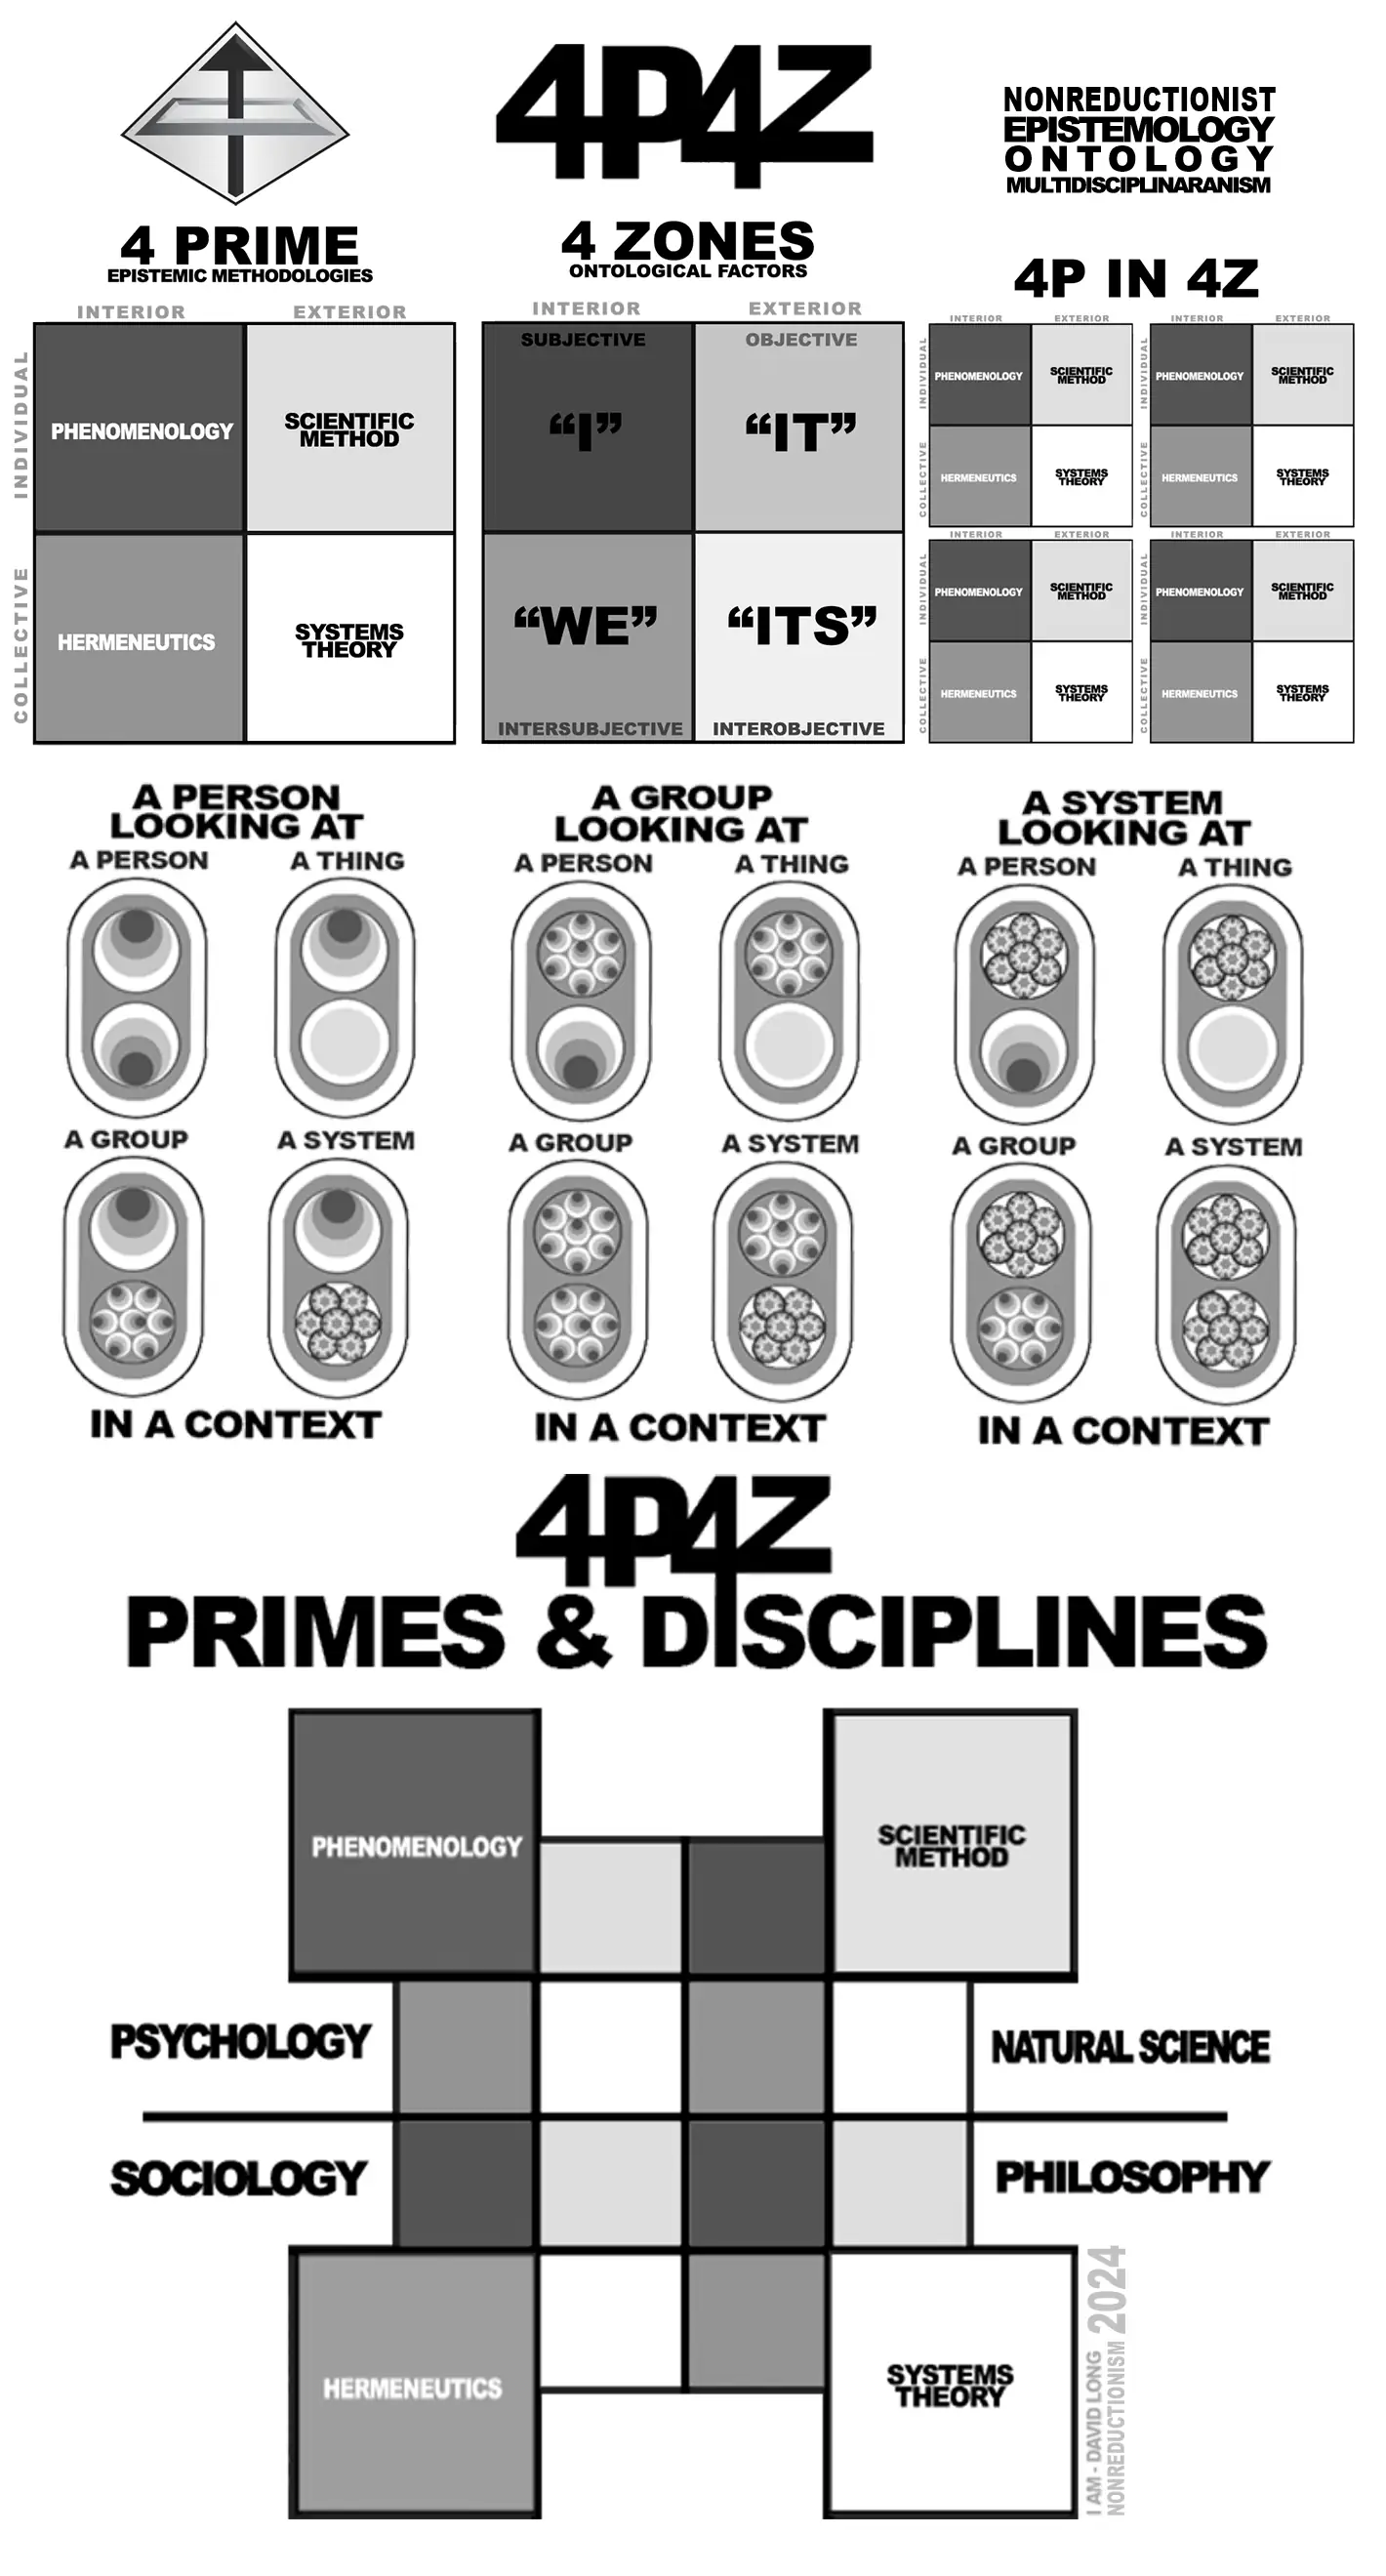 4P4Z
NONREDUCTIONIST
EPISTEMOLOGY
ONTOLOGY
MULTIDISCIPLINARANISM
4 PRIME
EPISTEMIC METHODOLOGIES
INTERIOR
EXTERIOR
INDIVIDUAL
COLLECTIVE
PHENOMENOLOGY
SCIENTIFIC
METHOD
HERMENEUTICS
SYSTEMS
THEORY
4 ZONES
ONTOLOGICAL FACTORS
INTERIOR
EXTERIOR
SUBJECTIVE
OBJECTIVE
“I”
“IT”
“WE”
“ITS”
INTERSUBJECTIVE
INTEROBJECTIVE
4P IN 4Z
INTERIOR
EXTERIOR
INDIVIDUAL
COLLECTIVE
PHENOMENOLOGY
SCIENTIFIC
METHOD
HERMENEUTICS
SYSTEMS
THEORY
INTERIOR
EXTERIOR
INDIVIDUAL
COLLECTIVE
PHENOMENOLOGY
SCIENTIFIC
METHOD
HERMENEUTICS
SYSTEMS
THEORY
INTERIOR
EXTERIOR
INDIVIDUAL
COLLECTIVE
PHENOMENOLOGY
SCIENTIFIC
METHOD
HERMENEUTICS
SYSTEMS
THEORY
INTERIOR
EXTERIOR
INDIVIDUAL
COLLECTIVE
PHENOMENOLOGY
SCIENTIFIC
METHOD
HERMENEUTICS
SYSTEMS
THEORY
A PERSON
LOOKING AT
A PERSON
A THING
A GROUP
A SYSTEM
IN A CONTEXT
A GROUP
LOOKING AT
A PERSON
A THING
A GROUP
A SYSTEM
IN A CONTEXT
A SYSTEM
LOOKING AT
A PERSON
A THING
A GROUP
A SYSTEM
IN A CONTEXT
4P4Z
PRIMES & DISCIPLINES
PHENOMENOLOGY
SCIENTIFIC
METHOD
PSYCHOLOGY
NATURAL SCIENCE
SOCIOLOGY
PHILOSOPHY
HERMENEUTICS
SYSTEMS
THEORY
I AM - DAVID LONG
NONREDUCTIONISM
2024